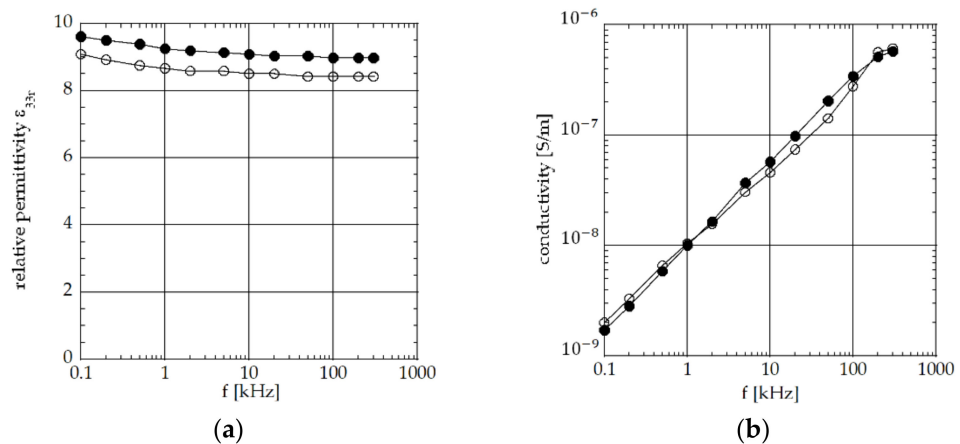 relative permittivity ε33r
10
8
6
4
2
0
0.1 1 10 100 1000
f [kHz]
(a)
conductivity [S/m]
10⁻⁶
10⁻⁷
10⁻⁸
10⁻⁹
0.1 1 10 100 1000
f [kHz]
(b)